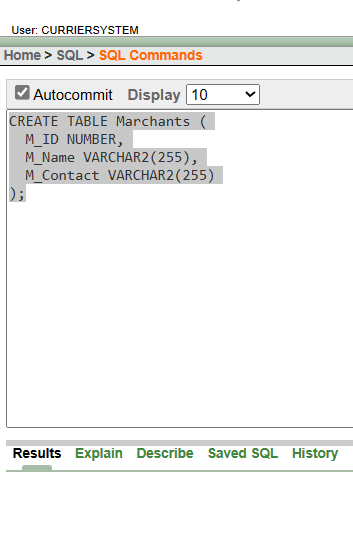 User: CURRIERSYSTEM
Home > SQL > SQL Commands
Autocommit Display 10
CREATE TABLE Marchants (
  M_ID NUMBER,
  M_Name VARCHAR2(255),
  M_Contact VARCHAR2(255)
);
Results Explain Describe Saved SQL History